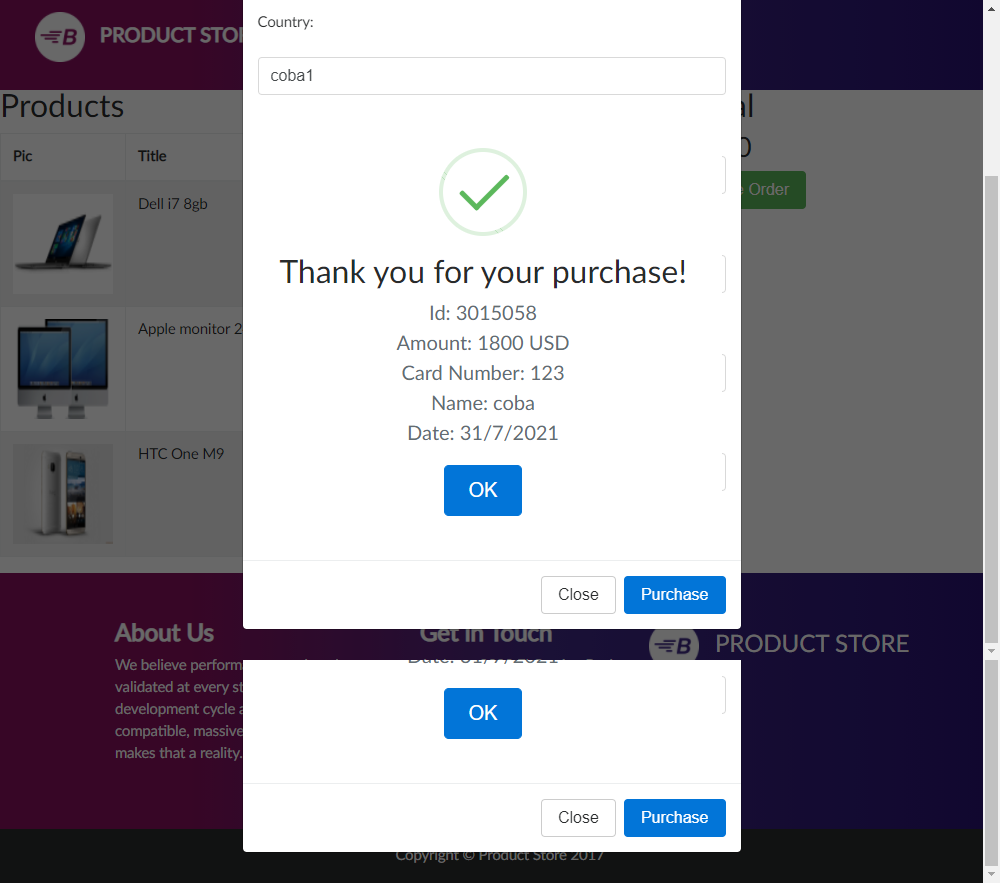 PRODUCT STO
Country:
coba1
Products
al
Pic
Title
0
Order
Dell i7 8gb
Thank you for your purchase!
Id: 3015058
Amount: 1800 USD
Apple monitor 2
Card Number: 123
Name: coba
Date: 31/7/2021
HTC One M9
OK
Close
Purchase
About Us
Get in Touch
B PRODUCT STORE
We believe perform
Date: 31/7/2021
validated at every st
development cycle a
OK
compatible, massive
makes that a reality.
Close
Purchase
Copyright © Product Store 2017